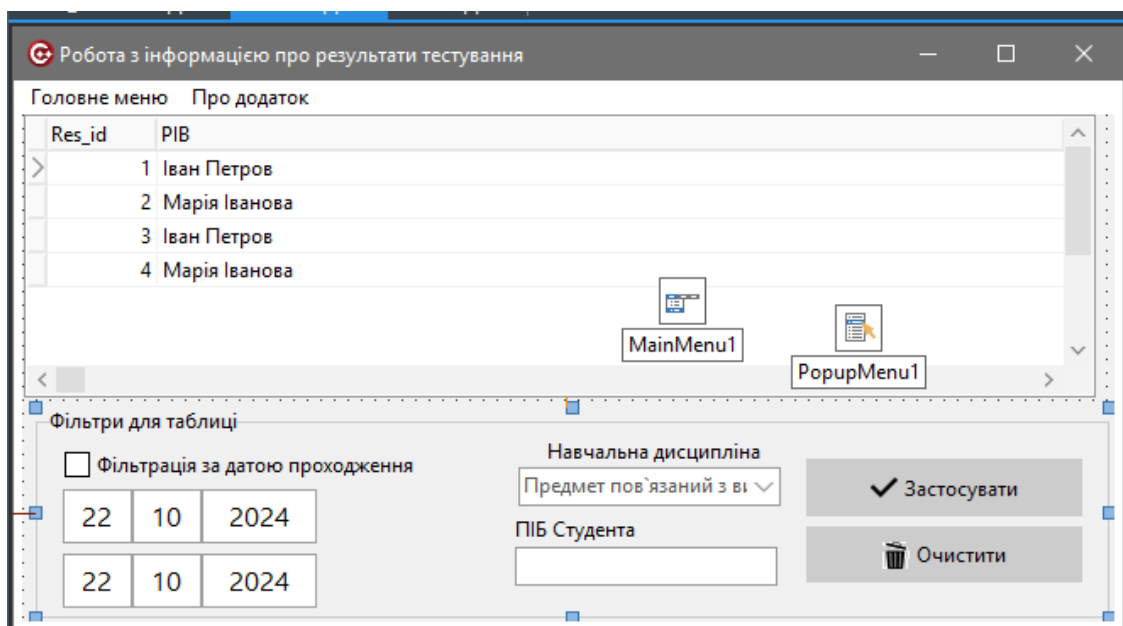 Робота з інформацією про результати тестування
Головне меню Про додаток
Res_id PIB
1 Іван Петров
2 Марія Іванова
3 Іван Петров
4 Марія Іванова
MainMenu1
PopupMenu1
Фільтри для таблиці
Фільтрація за датою проходження
Навчальна дисципліна
Предмет пов`язаний з
Застосувати
22 10 2024
ПІБ Студента
Очистити
22 10 2024